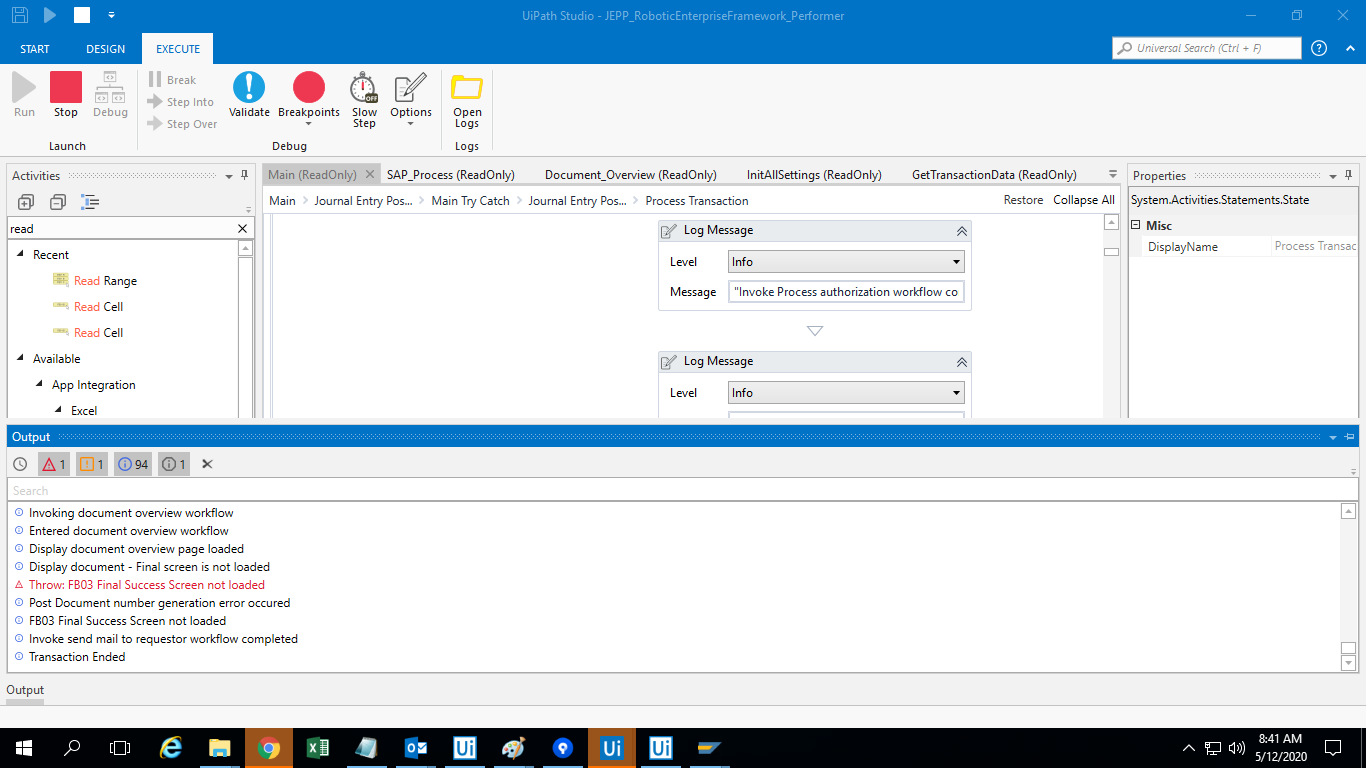 UiPath Studio - JEPP_RoboticEnterpriseFramework_Performer
START DESIGN EXECUTE
Universal Search (Ctrl + F)
Run Stop Debug
Break
Step Into
Step Over
Validate Breakpoints Slow Step Options
Open Logs
Launch Debug Logs
Activities
Main (ReadOnly) SAP_Process (ReadOnly) Document_Overview (ReadOnly) InitAllSettings (ReadOnly) GetTransactionData (ReadOnly)
Properties
Main Journal Entry Pos... Main Try Catch Journal Entry Pos... Process Transaction Restore Collapse All
System.Activities.Statements.State
read
Misc
DisplayName Process Transac
Recent
Read Range
Read Cell
Read Cell
Available
App Integration
Excel
Log Message
Level Info
Message "Invoke Process authorization workflow co
Log Message
Level Info
Output
1 1 94 1
Search
Invoking document overview workflow
Entered document overview workflow
Display document overview page loaded
Display document - Final screen is not loaded
Throw: FB03 Final Success Screen not loaded
Post Document number generation error occured
FB03 Final Success Screen not loaded
Invoke send mail to requestor workflow completed
Transaction Ended
Output
Ui Ui Ui
8:41 AM
5/12/2020